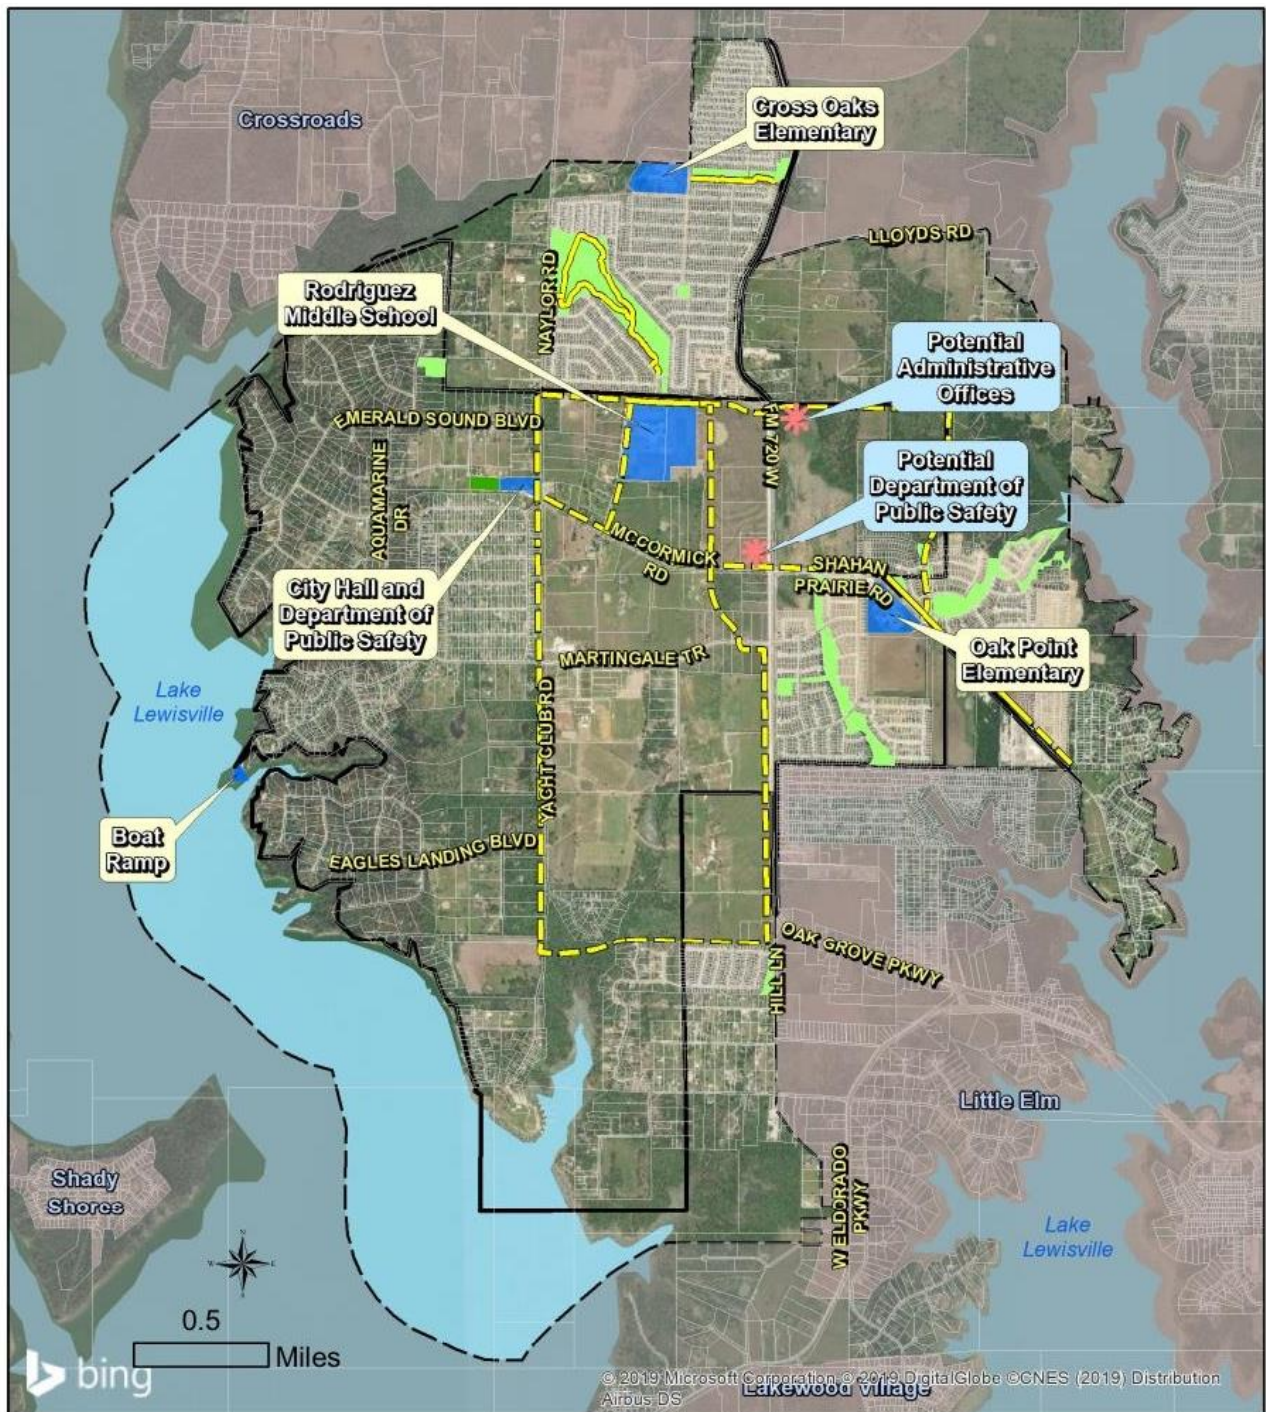 Cross Oaks
Elementary
Crossroads
LLOYDS RD
NAYLOR RD
Rodriguez
Middle School
Potential
Administrative
Offices
EMERALD SOUND BLVD
FM 720 W
AQUAMARINE
DR
Potential
Department of
Public Safety
MCCORMICK
RD
SHAHAN
PRAIRIE RD
City Hall and
Department of
Public Safety
Oak Point
Elementary
MARTINGALE TR
Lake
Lewisville
YACHT CLUB RD
Boat
Ramp
EAGLES LANDING BLVD
OAK GROVE PKWY
HILL LN
Little Elm
Shady
Shores
W ELDORADO
PKWY
Lake
Lewisville
N
W
E
S
0.5
Miles
bing
© 2019 Microsoft Corporation © 2019 DigitalGlobe ©CNES (2019) Distribution
Airbus DS
Lakewood Village